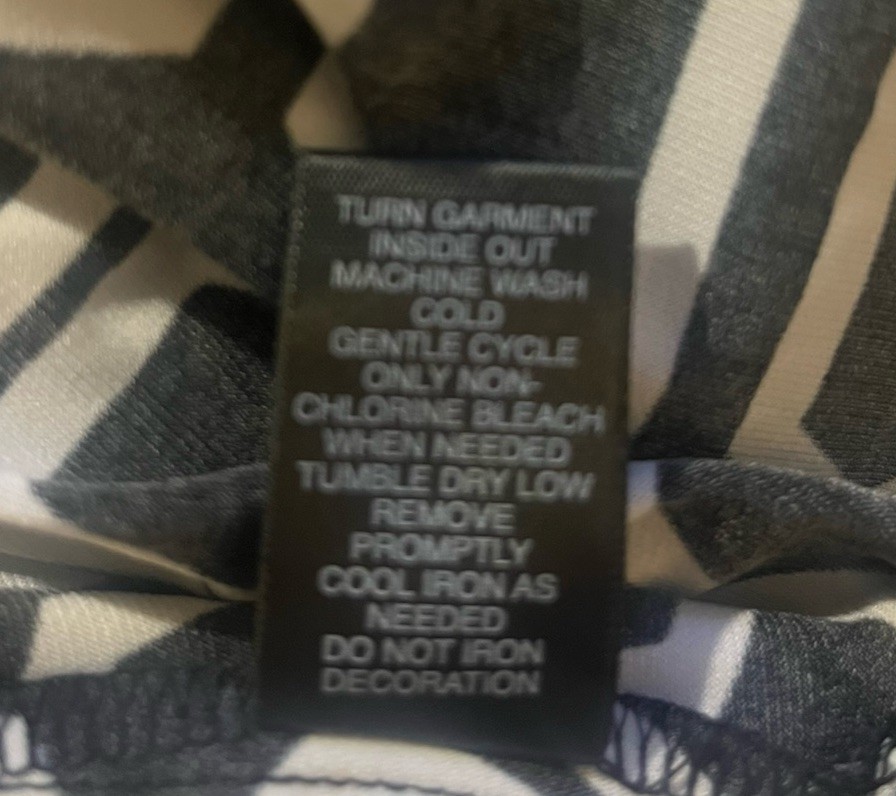 TURN GARMENT
INSIDE OUT
MACHINE WASH
COLD
GENTLE CYCLE
ONLY NON-
CHLORINE BLEACH
WHEN NEEDED
TUMBLE DRY LOW
REMOVE
PROMPTLY
COOL IRON AS
NEEDED
DO NOT IRON
DECORATION